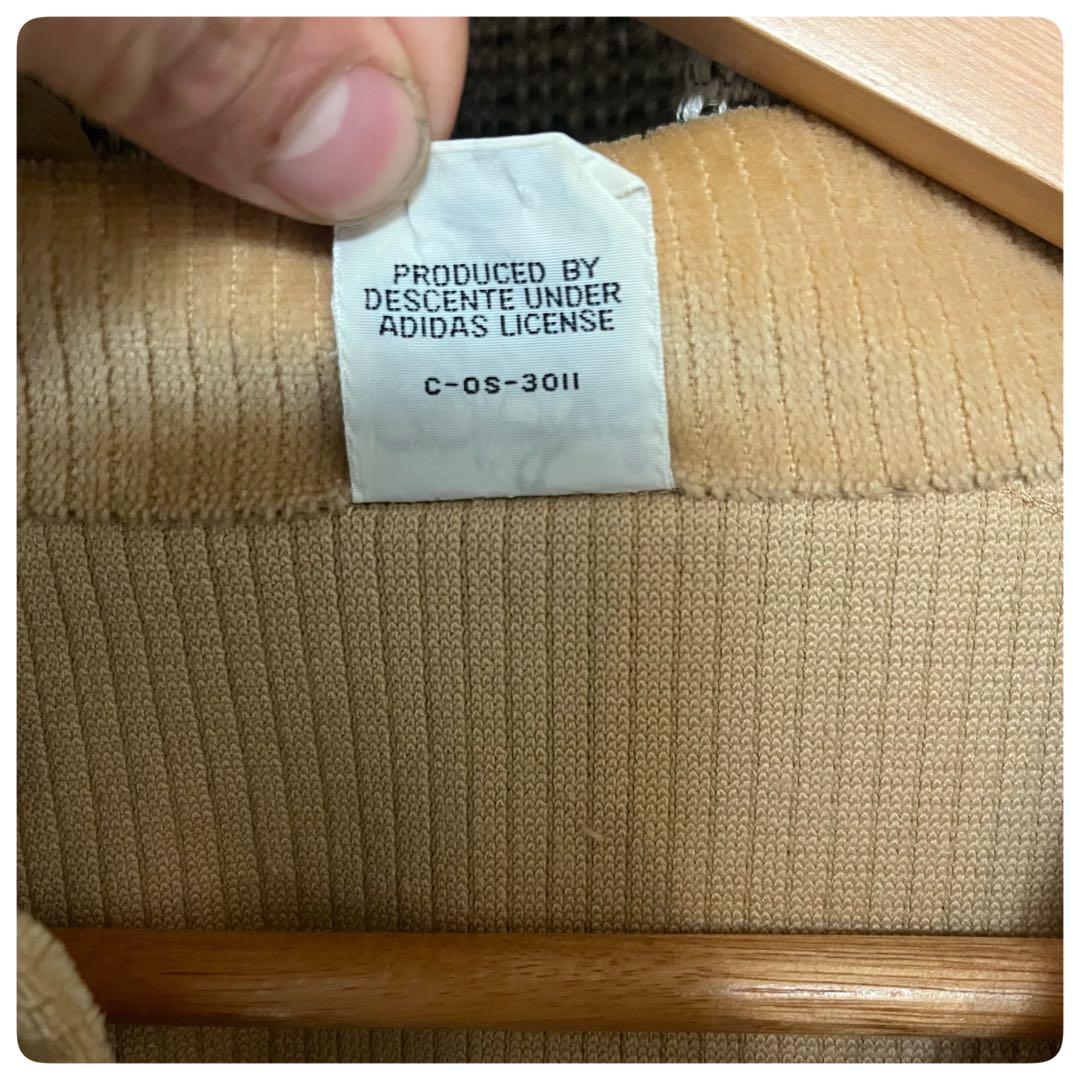 PRODUCED BY
DESCENTE UNDER
ADIDAS LICENSE
C-OS-3011